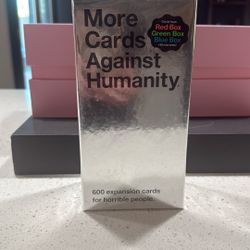 More
Cards
Against
Humanity.
Red Box
Green Box
Blue Box
600 expansion cards
for horrible people.